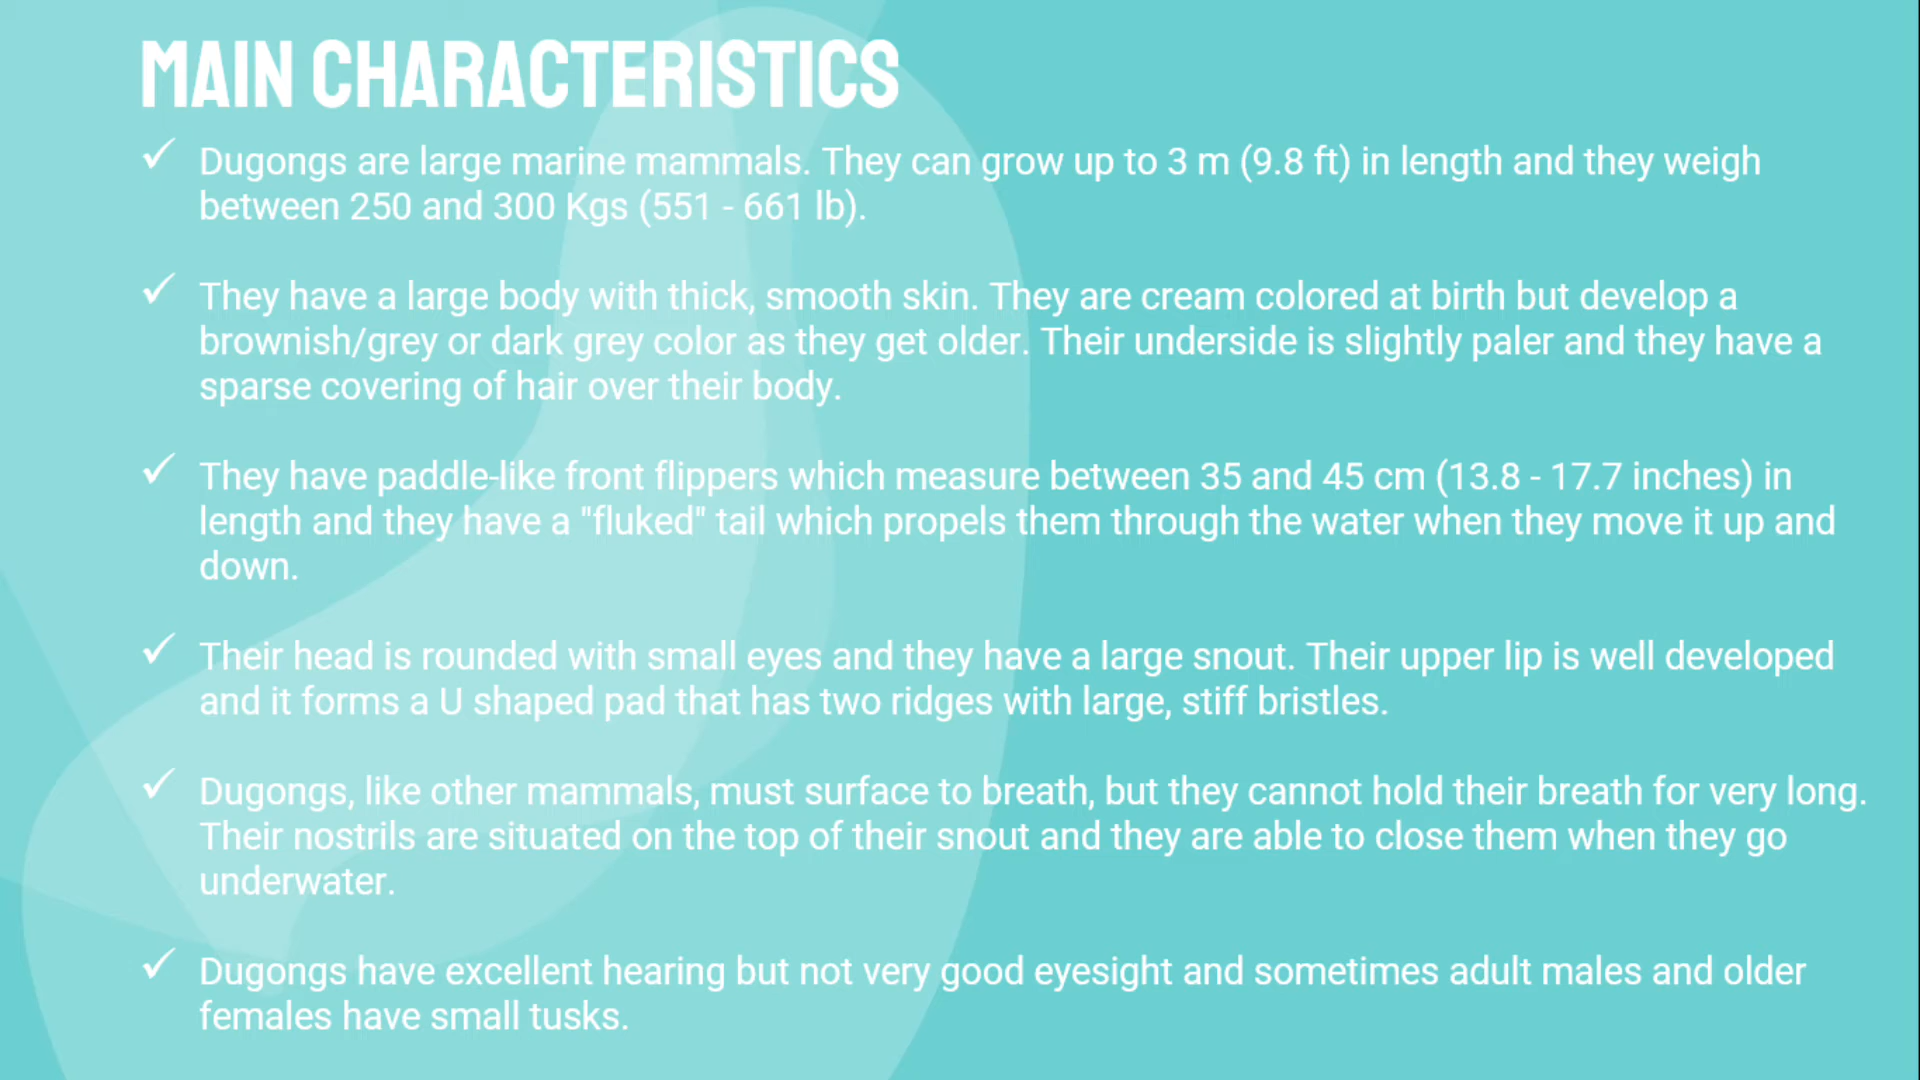 MAIN CHARACTERISTICS
✓ Dugongs are large marine mammals. They can grow up to 3 m (9.8 ft) in length and they weigh
between 250 and 300 Kgs (551 - 661 lb).
✓ They have a large body with thick, smooth skin. They are cream colored at birth but develop a
brownish/grey or dark grey color as they get older. Their underside is slightly paler and they have a
sparse covering of hair over their body.
✓ They have paddle-like front flippers which measure between 35 and 45 cm (13.8 - 17.7 inches) in
length and they have a "fluked" tail which propels them through the water when they move it up and
down.
✓ Their head is rounded with small eyes and they have a large snout. Their upper lip is well developed
and it forms a U shaped pad that has two ridges with large, stiff bristles.
✓ Dugongs, like other mammals, must surface to breath, but they cannot hold their breath for very long.
Their nostrils are situated on the top of their snout and they are able to close them when they go
underwater.
✓ Dugongs have excellent hearing but not very good eyesight and sometimes adult males and older
females have small tusks.